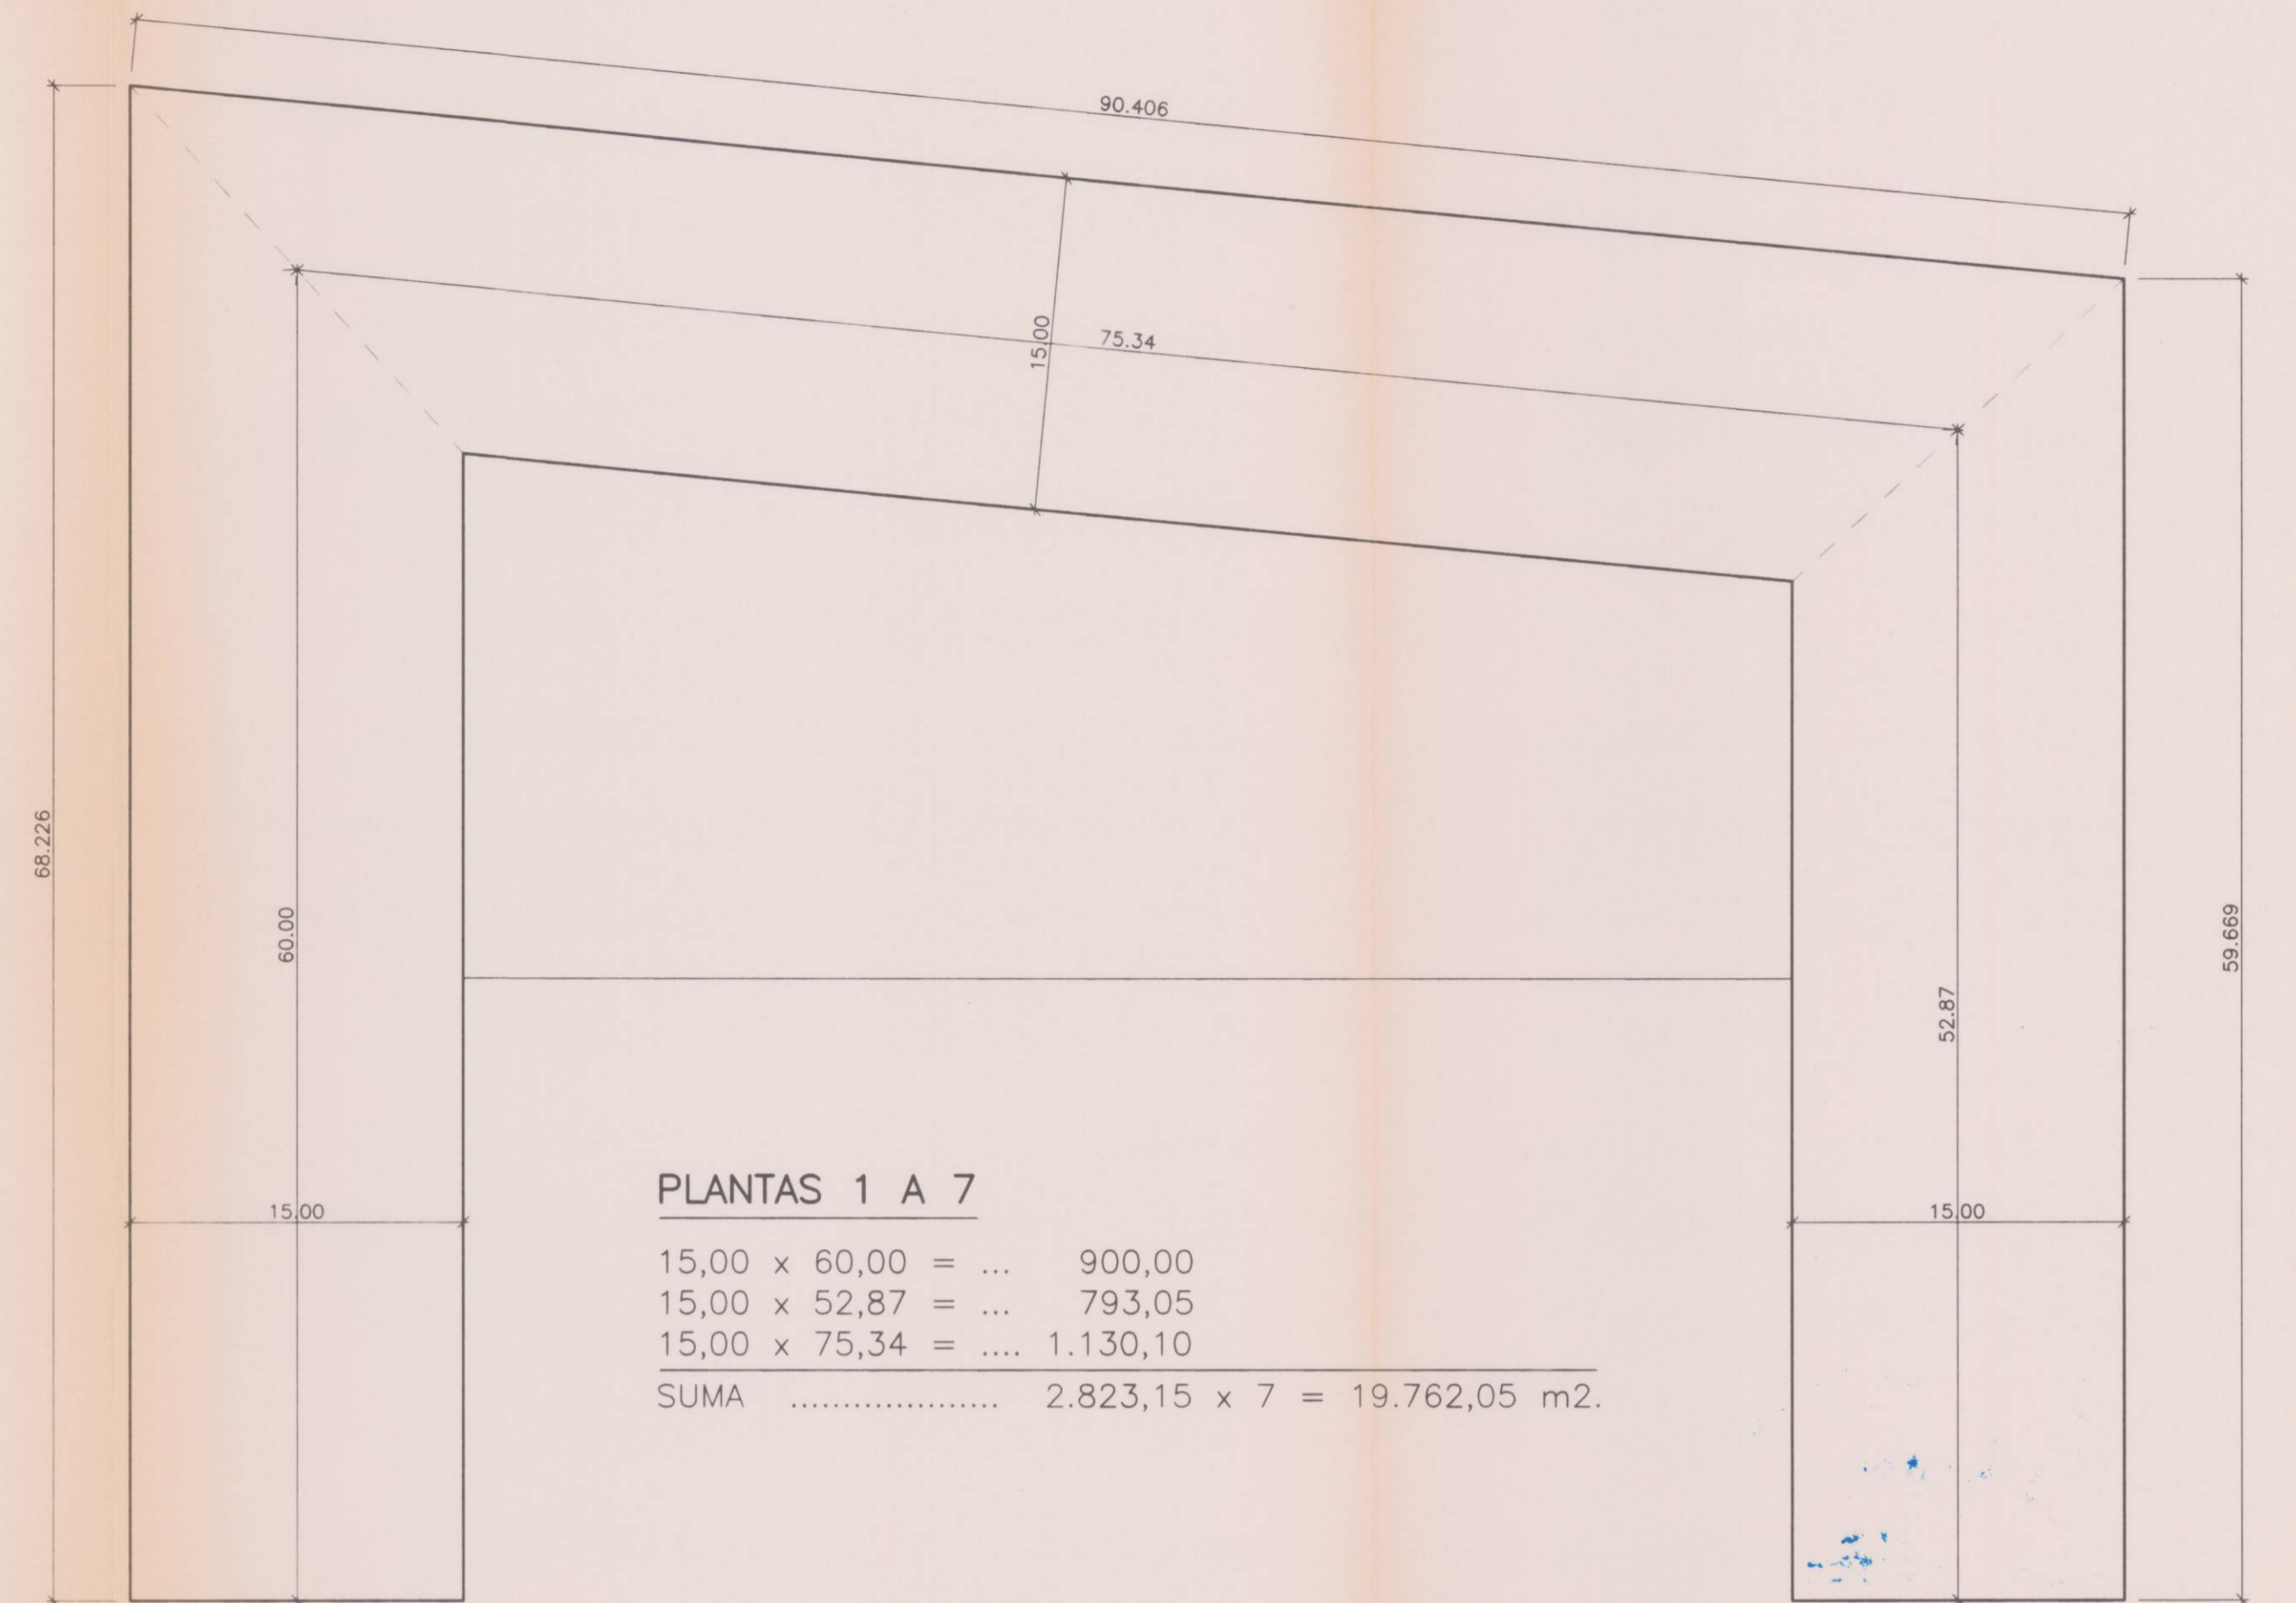 90.406
15.00
75.34
68.226
60.00
59.669
52.87
15.00
15.00
PLANTAS 1 A 7
15,00 x 60,00 = ... 900,00
15,00 x 52,87 = ... 793,05
15,00 x 75,34 = .... 1.130,10
SUMA .................... 2.823,15 x 7 = 19.762,05 m2.